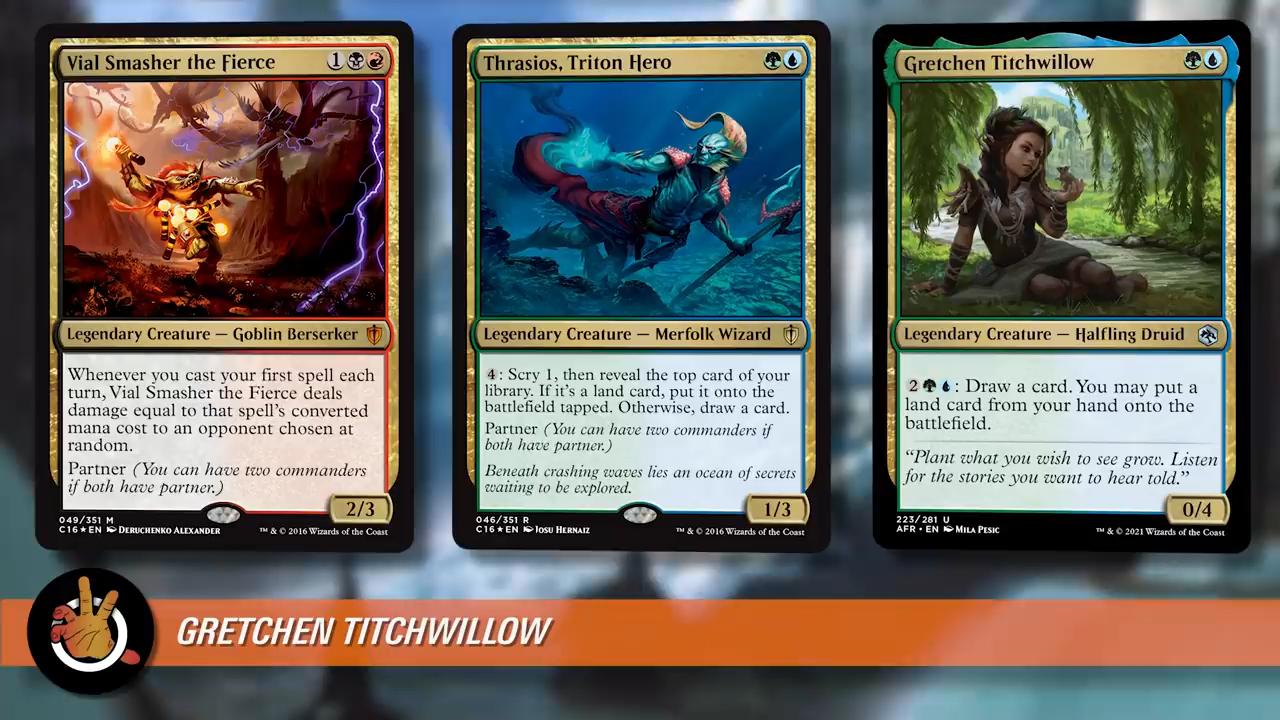 Vial Smasher the Fierce 1
Legendary Creature — Goblin Berserker
Whenever you cast your first spell each
turn, Vial Smasher the Fierce deals
damage equal to that spell's converted
mana cost to an opponent chosen at
random.
Partner (You can have two commanders
if both have partner.)
2/3
049/351 M
C16★EN Deruchenko Alexander
™ & © 2016 Wizards of the Coast
Thrasios, Triton Hero
Legendary Creature — Merfolk Wizard
4: Scry 1, then reveal the top card of your
library. If it's a land card, put it onto the
battlefield tapped. Otherwise, draw a card.
Partner (You can have two commanders if
both have partner.)
Beneath crashing waves lies an ocean of secrets
waiting to be explored.
1/3
046/351 R
C16★EN Iosu Hernaiz
™ & © 2016 Wizards of the Coast
Gretchen Titchwillow
Legendary Creature — Halfling Druid
2 : Draw a card. You may put a
land card from your hand onto the
battlefield.
“Plant what you wish to see grow. Listen
for the stories you want to hear told.”
0/4
223/281 U
AFR • EN Mila Pesic
™ & © 2021 Wizards of the Coast
GRETCHEN TITCHWILLOW